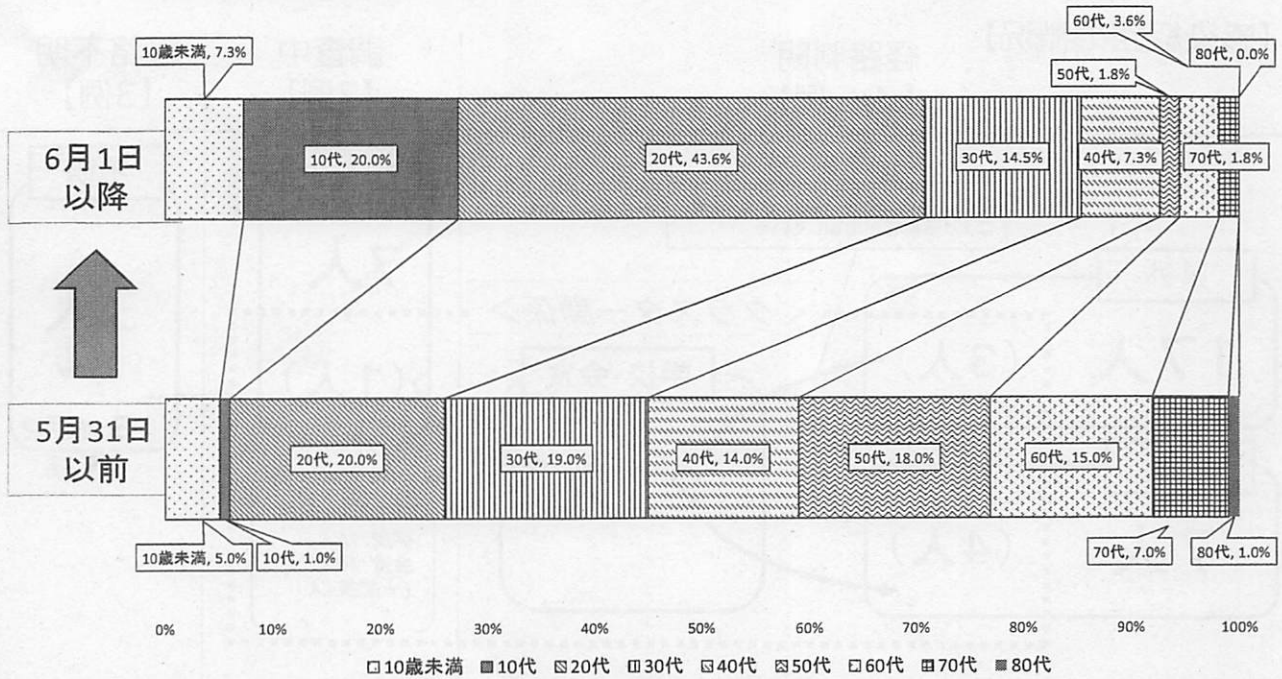 60代, 3.6%
10歳未満, 7.3%
80代, 0.0%
50代, 1.8%
6月1日
以降
10代, 20.0%
20代, 43.6%
30代, 14.5%
40代, 7.3%
70代, 1.8%
5月31日
以前
20代, 20.0%
30代, 19.0%
40代, 14.0%
50代, 18.0%
60代, 15.0%
10歳未満, 5.0%
10代, 1.0%
70代, 7.0%
80代, 1.0%
0% 10% 20% 30% 40% 50% 60% 70% 80% 90% 100%
10歳未満 10代 20代 30代 40代 50代 60代 70代 80代